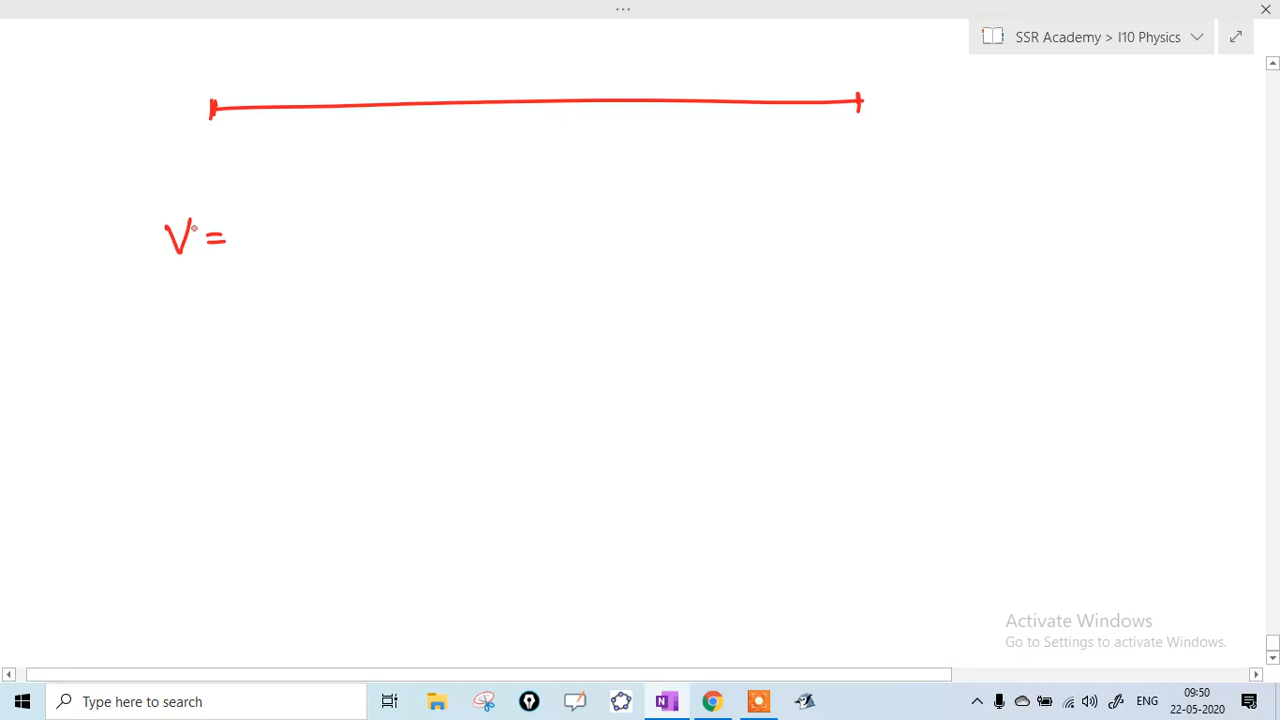 SSR Academy > I10 Physics
V =
Activate Windows
Go to Settings to activate Windows.
Type here to search
ENG
09:50
22-05-2020